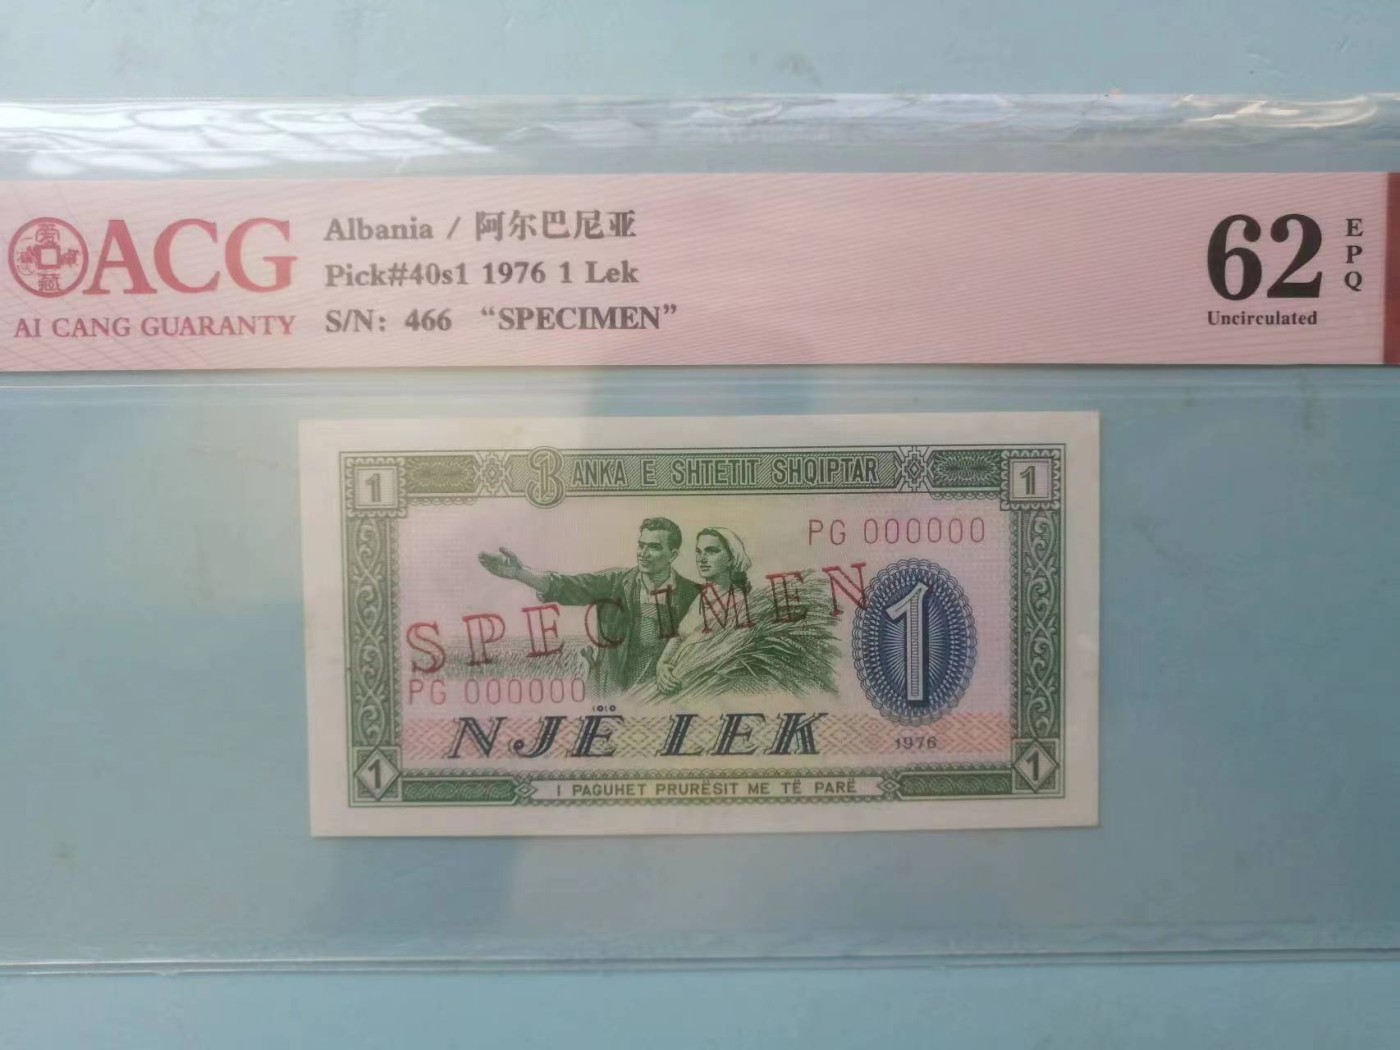 ACG
AI CANG GUARANTY
Albania / 阿尔巴尼亚
Pick#40s1 1976 1 Lek
S/N: 466 “SPECIMEN”
62
EPQ
Uncirculated
1 BANKA E SHTETIT SHQIPTAR 1
PG 000000
SPECIMEN
1
PG 000000
NJË LEK
1976
1 I PAGUHET PRURËSIT ME TË PARË 1